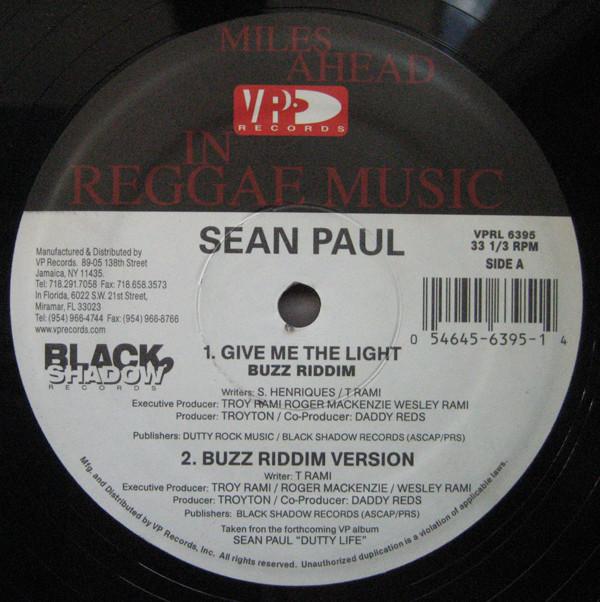 MILES
AHEAD
VP
RECORDS
IN
REGGAE MUSIC
SEAN PAUL
VPRL 6395
33 1/3 RPM
SIDE A
Manufactured & Distributed by
VP Records. 89-05 138th Street
Jamaica, NY 11435.
Tel: 718.291.7058 Fax: 718.658.3573
In Florida, 6022 S.W. 21st Street,
Miramar, FL 33023
Tel: (954) 966-4744 Fax: (954) 966-8766
www.vprecords.com
0 54645-6395-1 4
BLACK
SHADOW
RECORDS
1. GIVE ME THE LIGHT
BUZZ RIDDIM
Writers: S. HENRIQUES / T RAMI
Executive Producer: TROY RAMI ROGER MACKENZIE WESLEY RAMI
Producer: TROYTON / Co-Producer: DADDY REDS
Publishers: DUTTY ROCK MUSIC / BLACK SHADOW RECORDS (ASCAP/PRS)
2. BUZZ RIDDIM VERSION
Writer: T RAMI
Executive Producer: TROY RAMI / ROGER MACKENZIE / WESLEY RAMI
Producer: TROYTON / Co-Producer: DADDY REDS
Publishers: BLACK SHADOW RECORDS (ASCAP/PRS)
Taken fron the forthcoming VP album
SEAN PAUL "DUTTY LIFE"
Mfg. and Distributed by VP Records, Inc. All rights reserved. Unauthorized duplication is a violation of applicable laws.